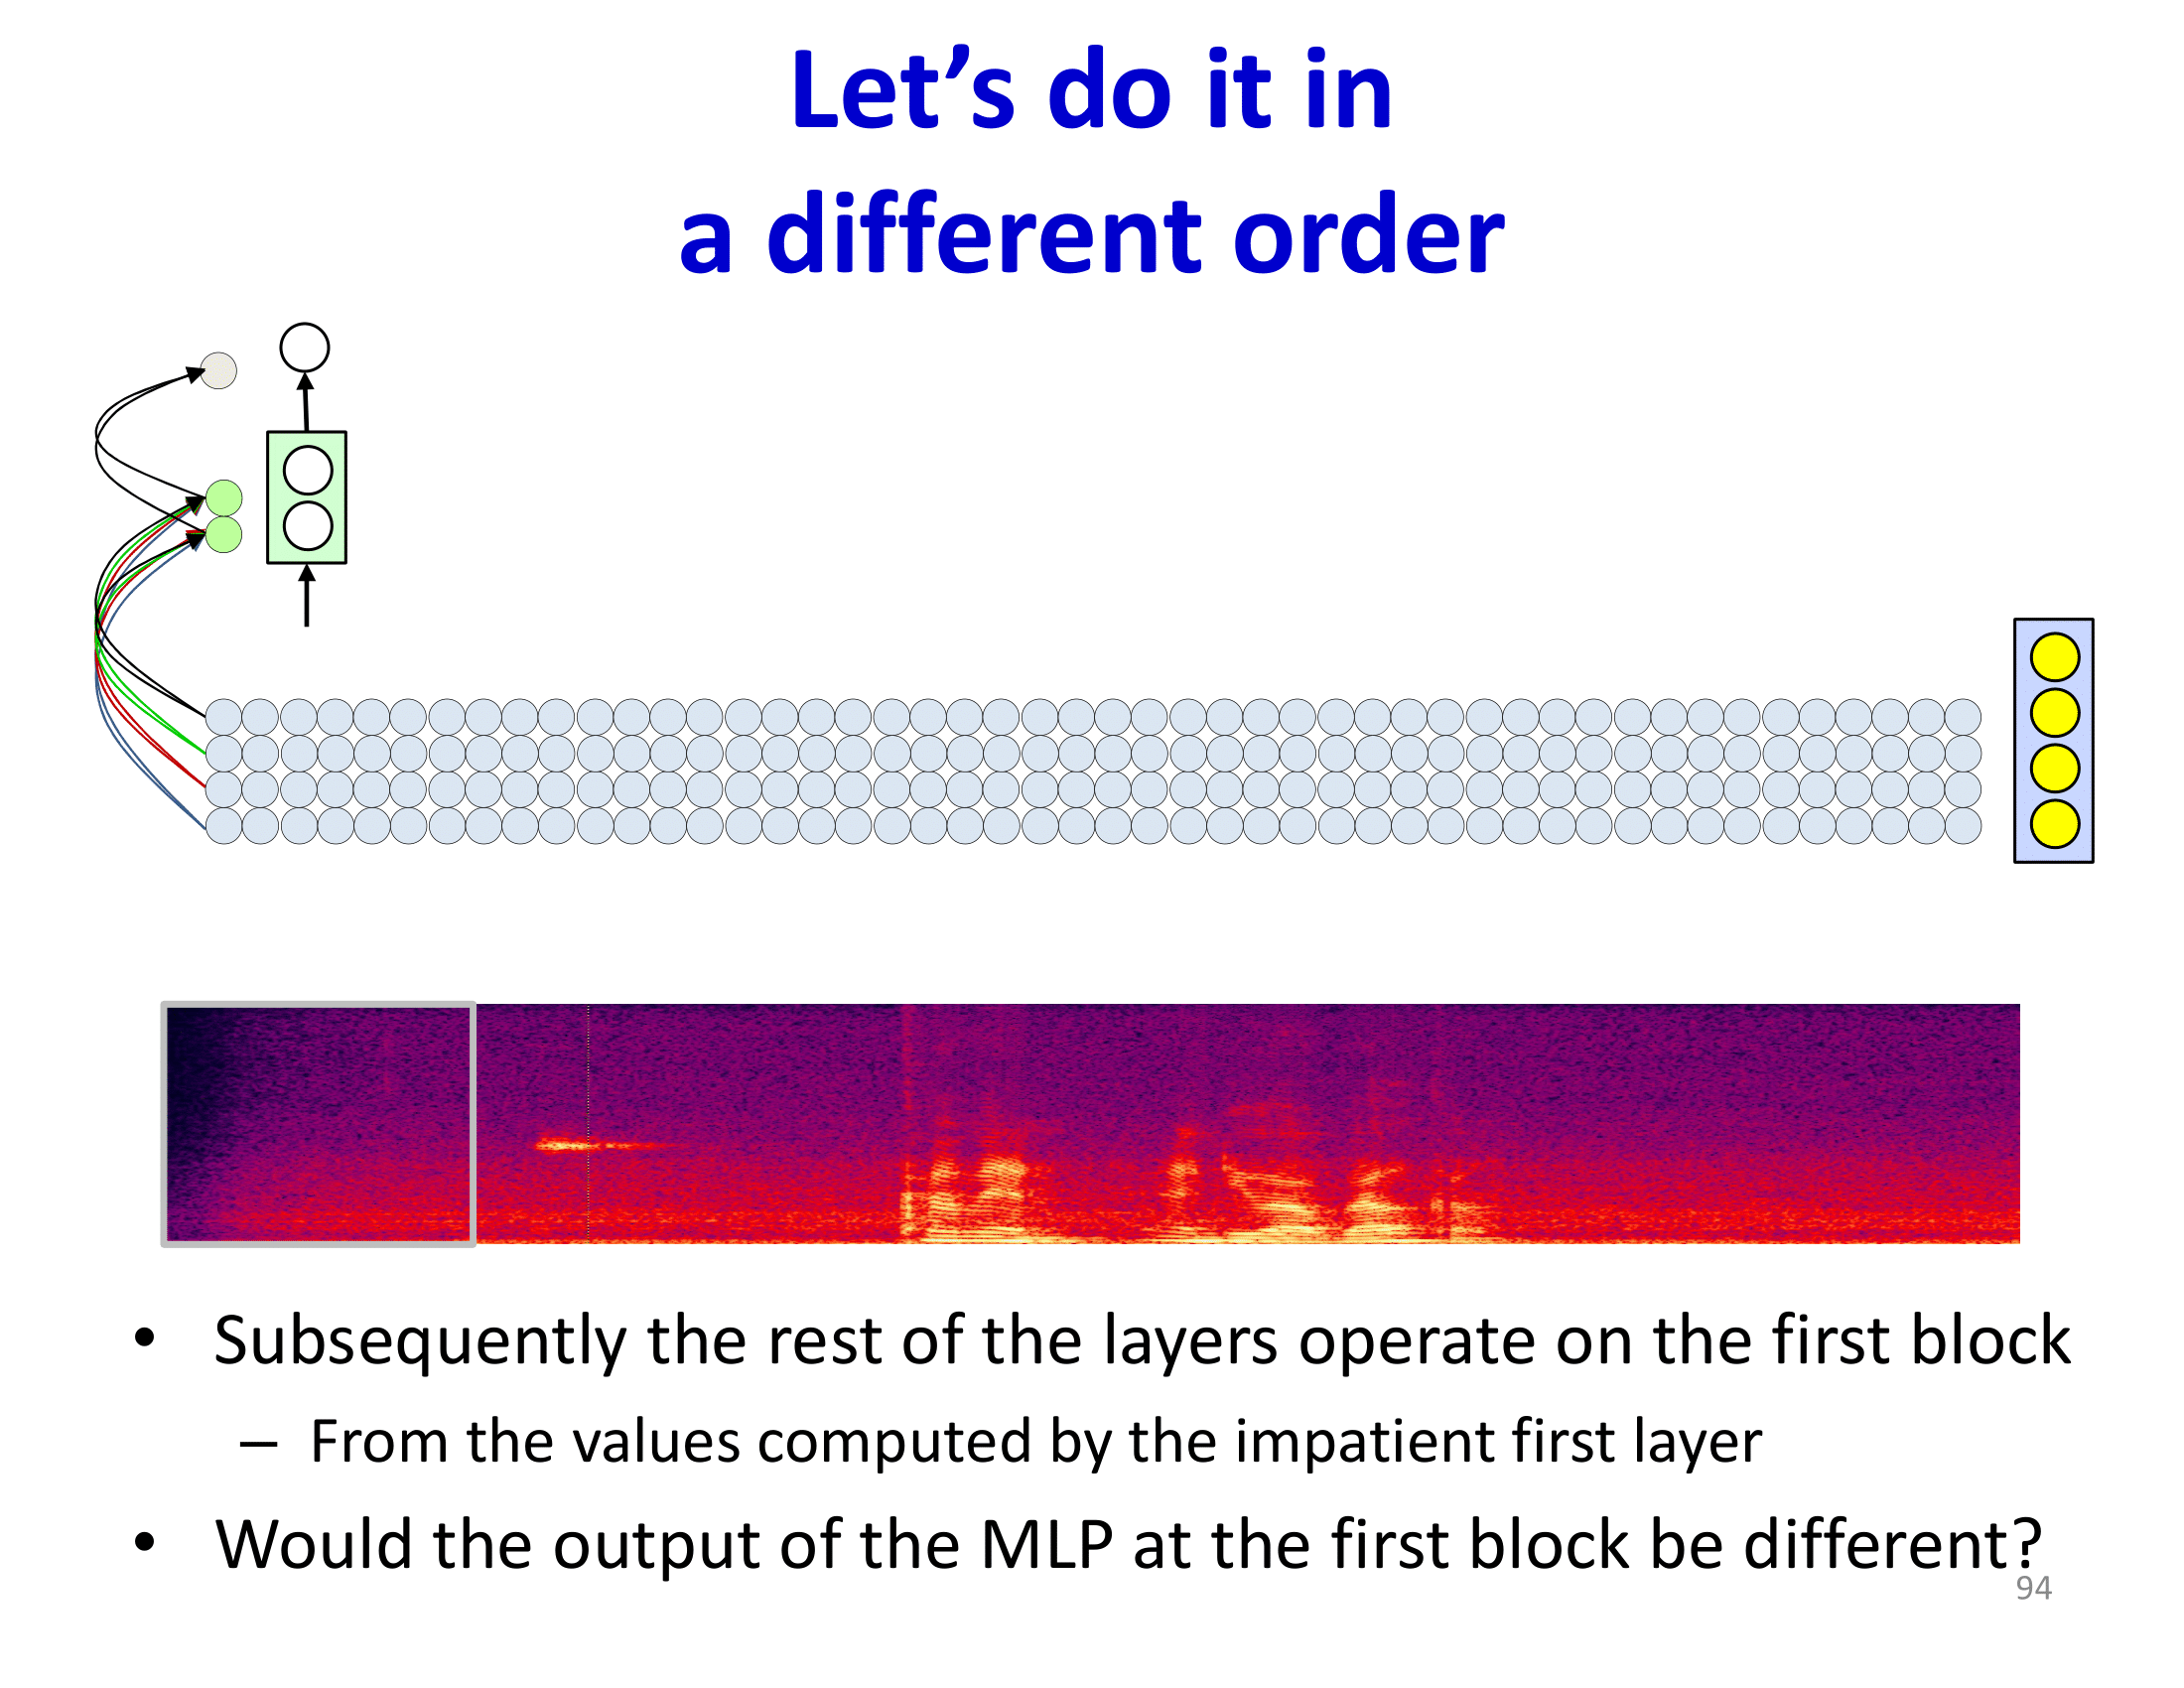 Let’s do it in
a different order
• Subsequently the rest of the layers operate on the first block
– From the values computed by the impatient first layer
• Would the output of the MLP at the first block be different?
94